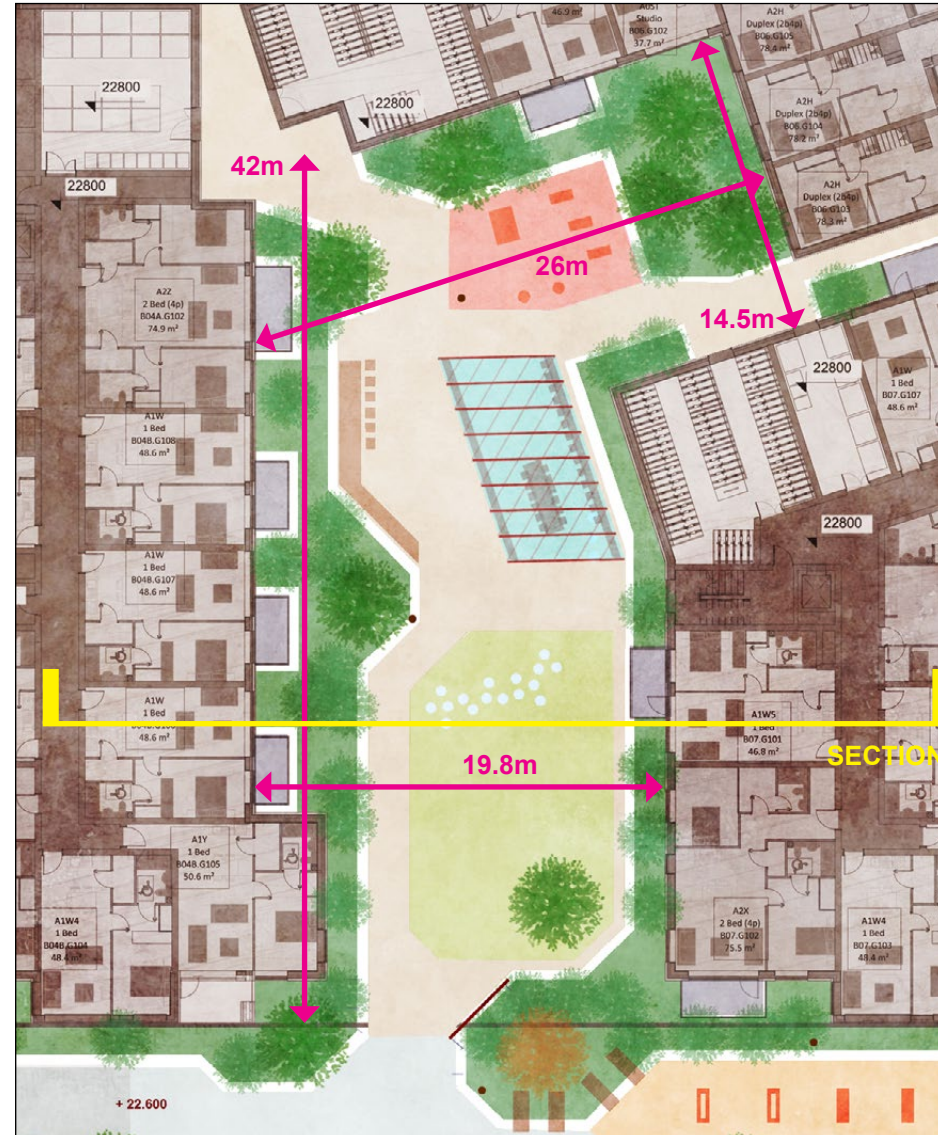 46.9 m²
A0ST
Studio
B06.G102
37.7 m²
A2H
Duplex (2b4p)
B06.G105
78.4 m²
22800
22800
A2H
Duplex (2b4p)
B06.G104
78.2 m²
42m
22800
A2H
Duplex (2b4p)
B06.G103
78.3 m²
26m
A2Z
2 Bed (4p)
B04A.G102
74.9 m²
14.5m
22800
A1W
1 Bed
B07.G107
48.6 m²
A1W
1 Bed
B04B.G108
48.6 m²
22800
A1W
1 Bed
B04B.G107
48.6 m²
A1W
1 Bed
48.6 m²
A1W5
1 Bed
B07.G101
46.8 m²
SECTION
19.8m
A1Y
1 Bed
B04B.G105
50.6 m²
A1W4
1 Bed
B04B.G104
48.4 m²
A2X
2 Bed (4p)
B07.G102
75.5 m²
A1W4
1 Bed
B07.G103
48.4 m²
+ 22.600